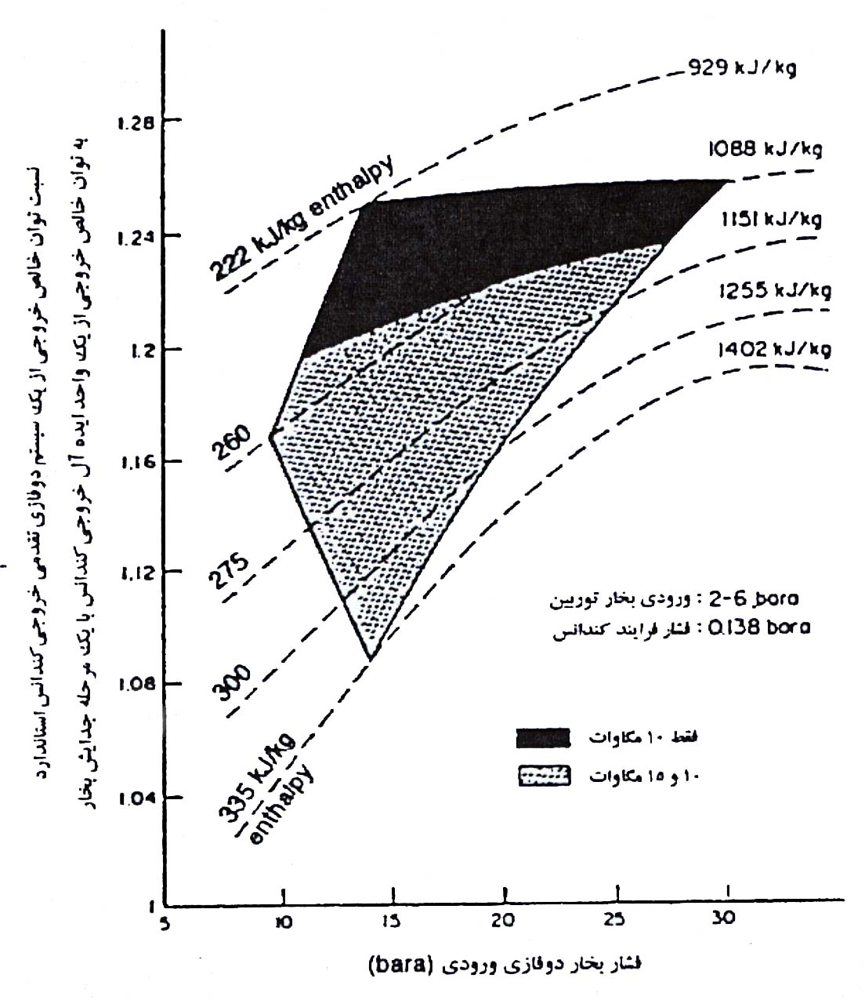 نسبت توان خالص خروجی از یک سیستم دوفازی تقدمی خروجی کندانس استاندارد
به توان خالص خروجی از یک واحد ایده آل خروجی کندانس با یک مرحله جدایش بخار
1.28
1.24
1.2
1.16
1.12
1.08
1.04
1
5
10
15
20
25
30
929 kJ/kg
1088 kJ/kg
1151 kJ/kg
1255 kJ/kg
1402 kJ/kg
222 kJ/kg enthalpy
260
275
300
335 kJ/kg
enthalpy
ورودی بخار توربین : 2-6 bara
فشار فرایند کندانس : 0.138 bara
فقط ۱۰ مگاوات
۱۰ و ۱۵ مگاوات
فشار بخار دوفازی ورودی (bara)